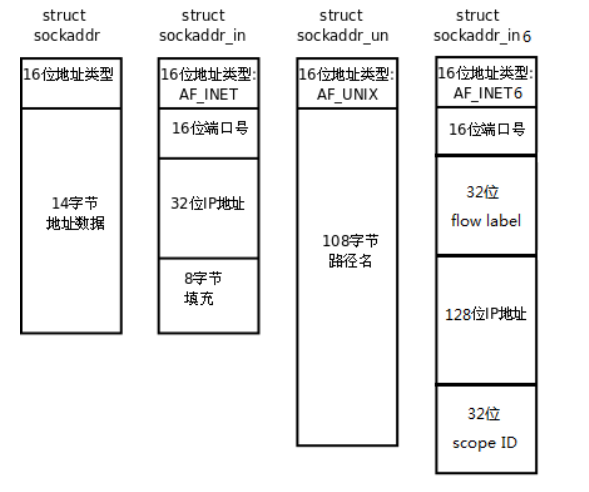 struct
sockaddr
16位地址类型
14字节
地址数据
struct
sockaddr_in
16位地址类型:
AF_INET
16位端口号
32位IP地址
8字节
填充
struct
sockaddr_un
16位地址类型:
AF_UNIX
108字节
路径名
struct
sockaddr_in6
16位地址类型:
AF_INET6
16位端口号
32位
flow label
128位IP地址
32位
scope ID